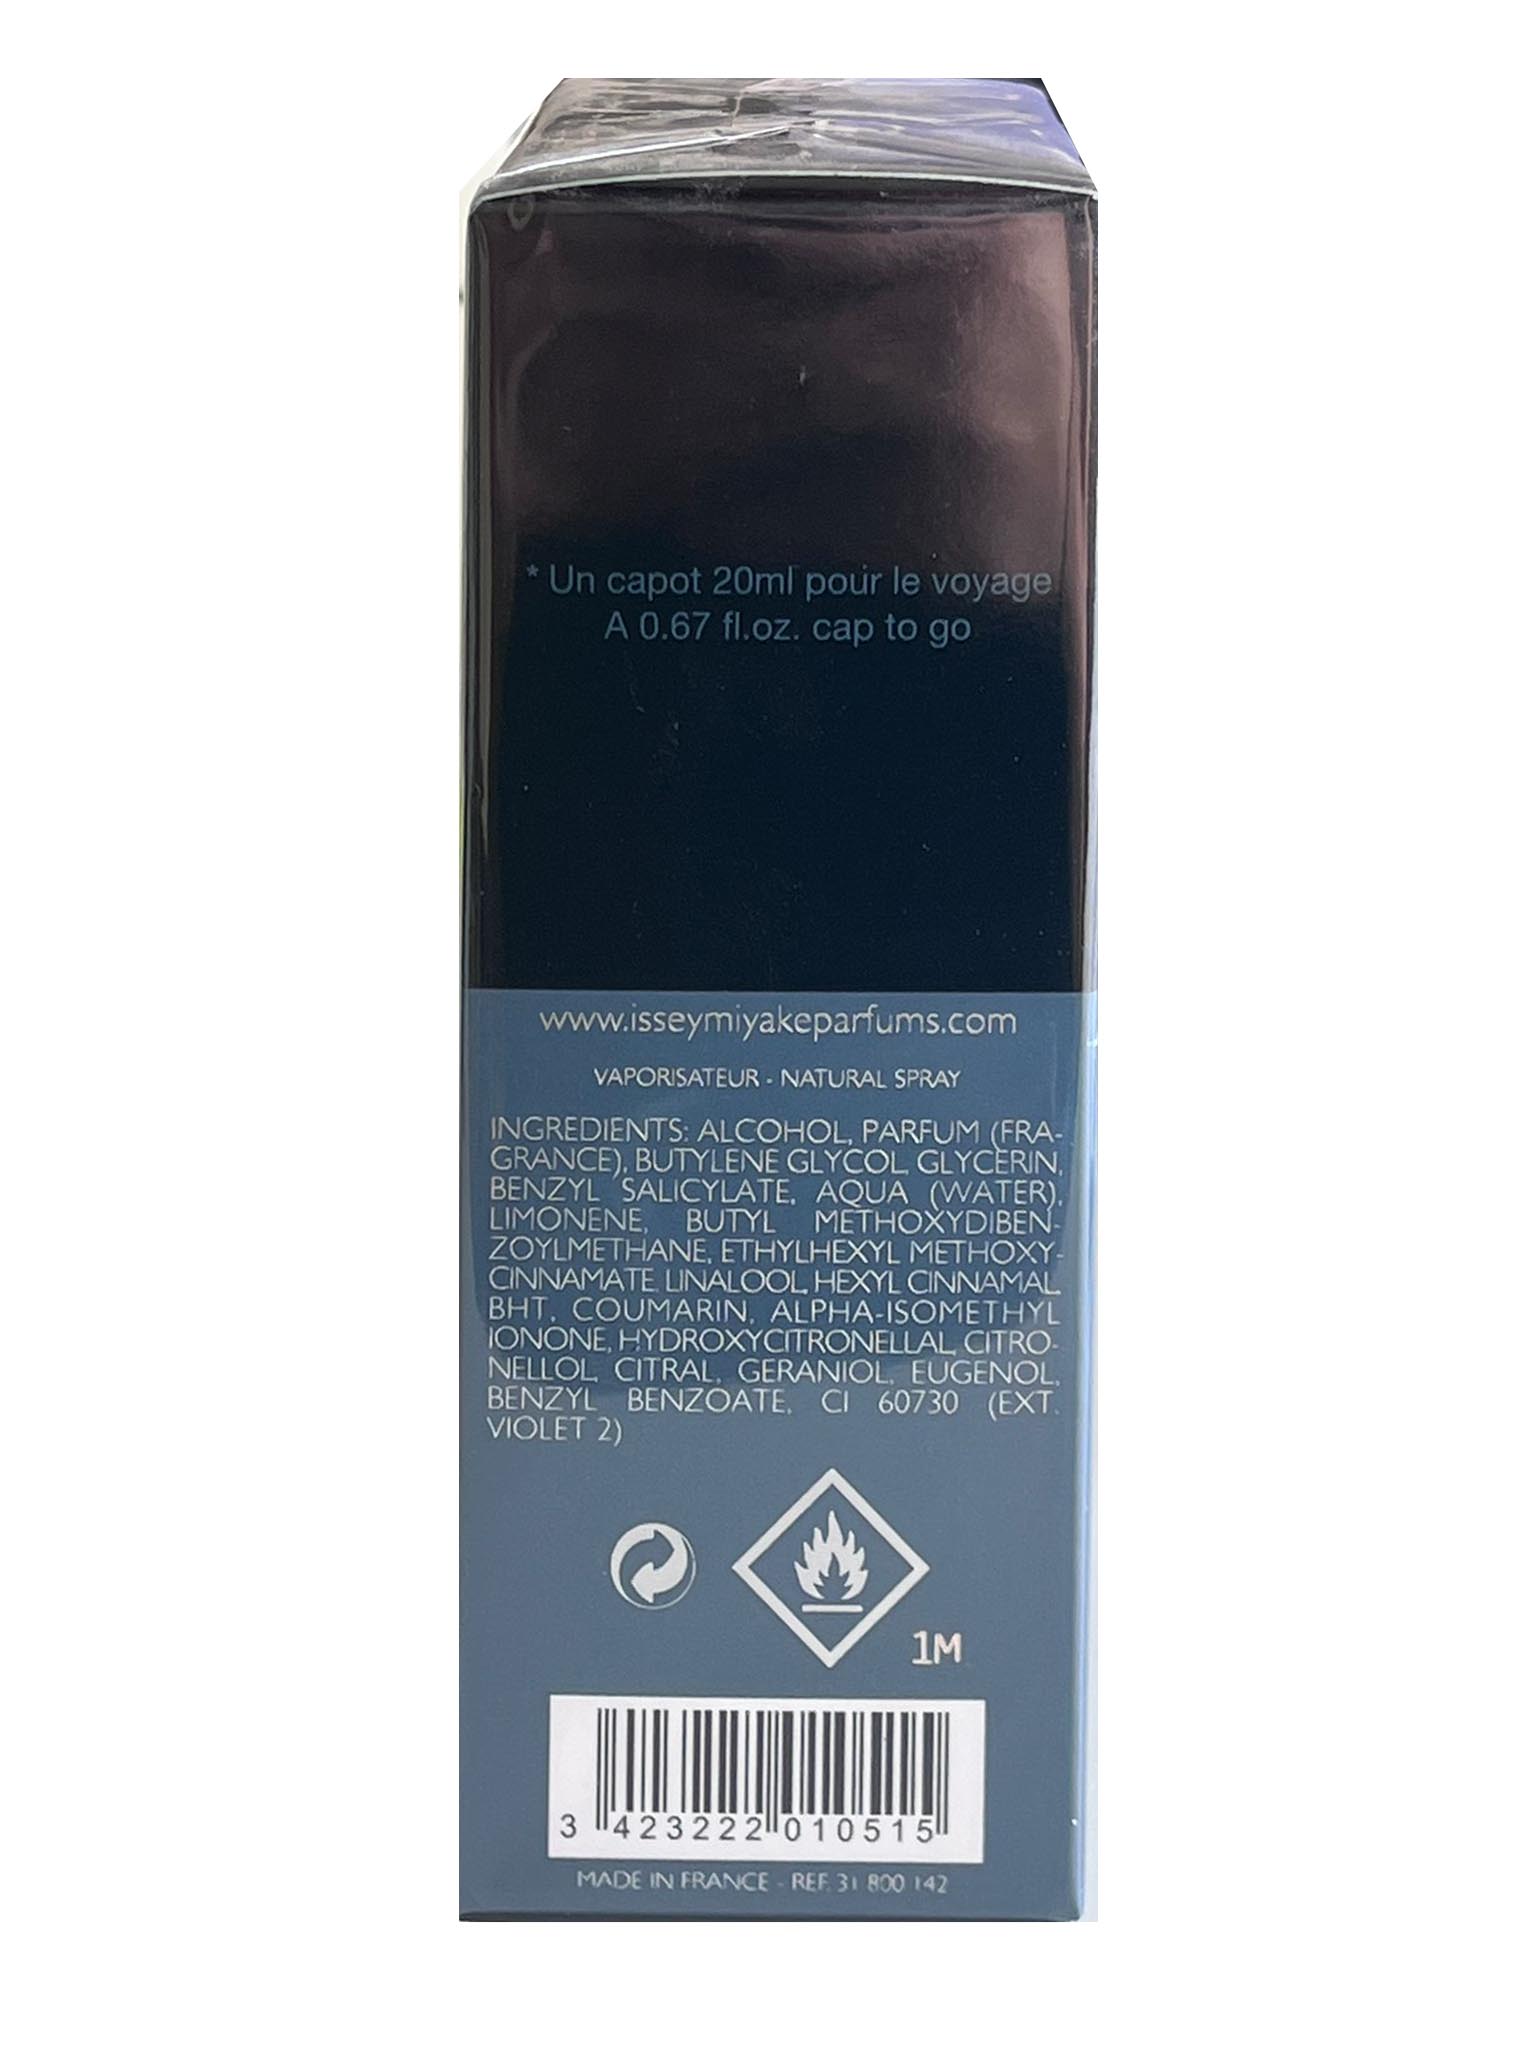 * Un capot 20ml pour le voyage
A 0.67 fl.oz. cap to go
www.isseymiyakeparfums.com
VAPORISATEUR - NATURAL SPRAY
INGREDIENTS: ALCOHOL, PARFUM (FRA-
GRANCE), BUTYLENE GLYCOL, GLYCERIN,
BENZYL SALICYLATE, AQUA (WATER),
LIMONENE, BUTYL METHOXYDIBEN-
ZOYLMETHANE, ETHYLHEXYL METHOXY-
CINNAMATE, LINALOOL, HEXYL CINNAMAL,
BHT, COUMARIN, ALPHA-ISOMETHYL
IONONE, HYDROXYCITRONELLAL, CITRO-
NELLOL, CITRAL, GERANIOL, EUGENOL,
BENZYL BENZOATE, CI 60730 (EXT.
VIOLET 2)
1M
3 423222 010515
MADE IN FRANCE - REF. 31 800 142